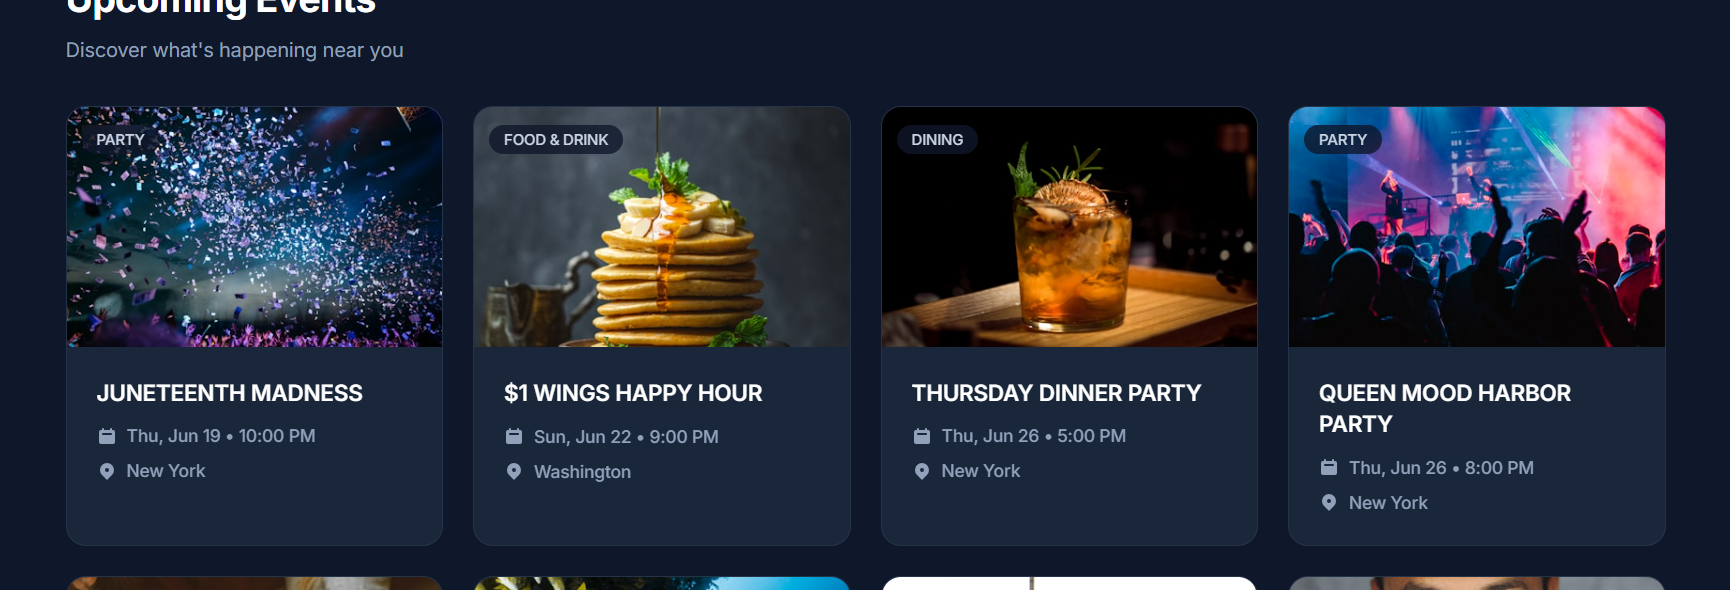 Upcoming Events
Discover what's happening near you
PARTY
FOOD & DRINK
DINING
PARTY
JUNETEENTH MADNESS
Thu, Jun 19 • 10:00 PM
New York
$1 WINGS HAPPY HOUR
Sun, Jun 22 • 9:00 PM
Washington
THURSDAY DINNER PARTY
Thu, Jun 26 • 5:00 PM
New York
QUEEN MOOD HARBOR
PARTY
Thu, Jun 26 • 8:00 PM
New York